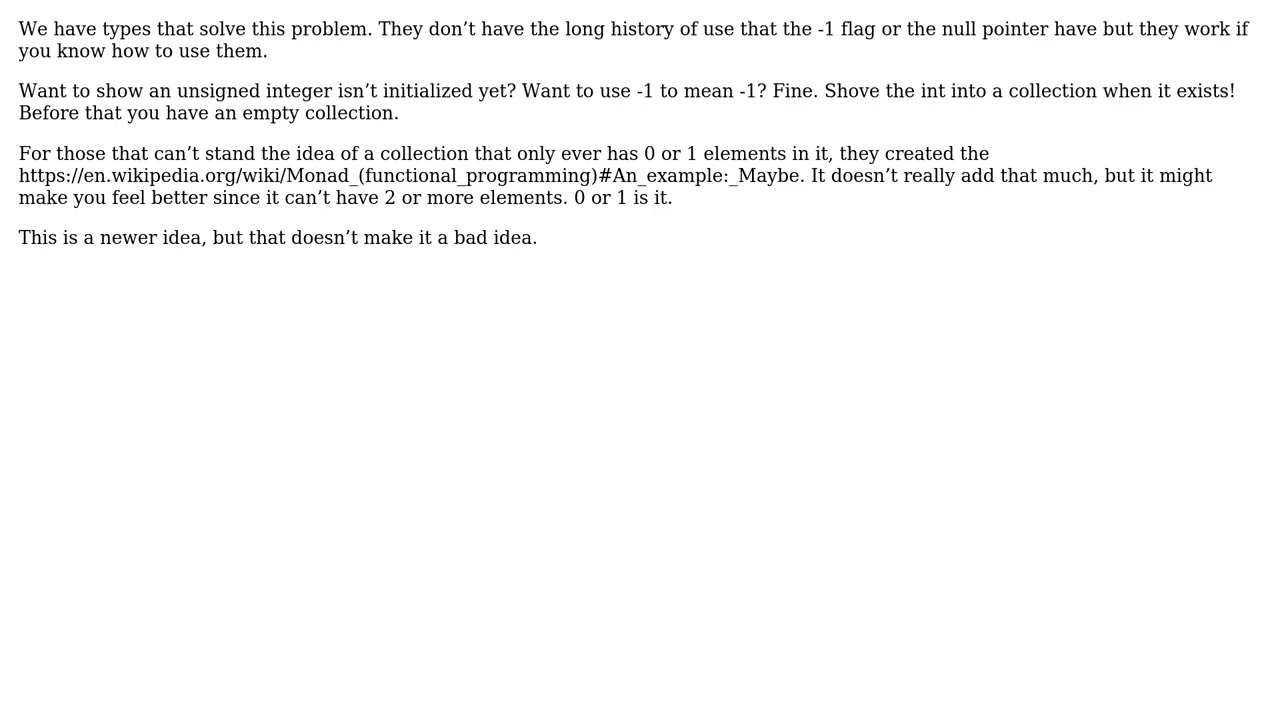 We have types that solve this problem. They don’t have the long history of use that the -1 flag or the null pointer have but they work if
you know how to use them.
Want to show an unsigned integer isn’t initialized yet? Want to use -1 to mean -1? Fine. Shove the int into a collection when it exists!
Before that you have an empty collection.
For those that can’t stand the idea of a collection that only ever has 0 or 1 elements in it, they created the
https://en.wikipedia.org/wiki/Monad_(functional_programming)#An_example:_Maybe. It doesn’t really add that much, but it might
make you feel better since it can’t have 2 or more elements. 0 or 1 is it.
This is a newer idea, but that doesn’t make it a bad idea.